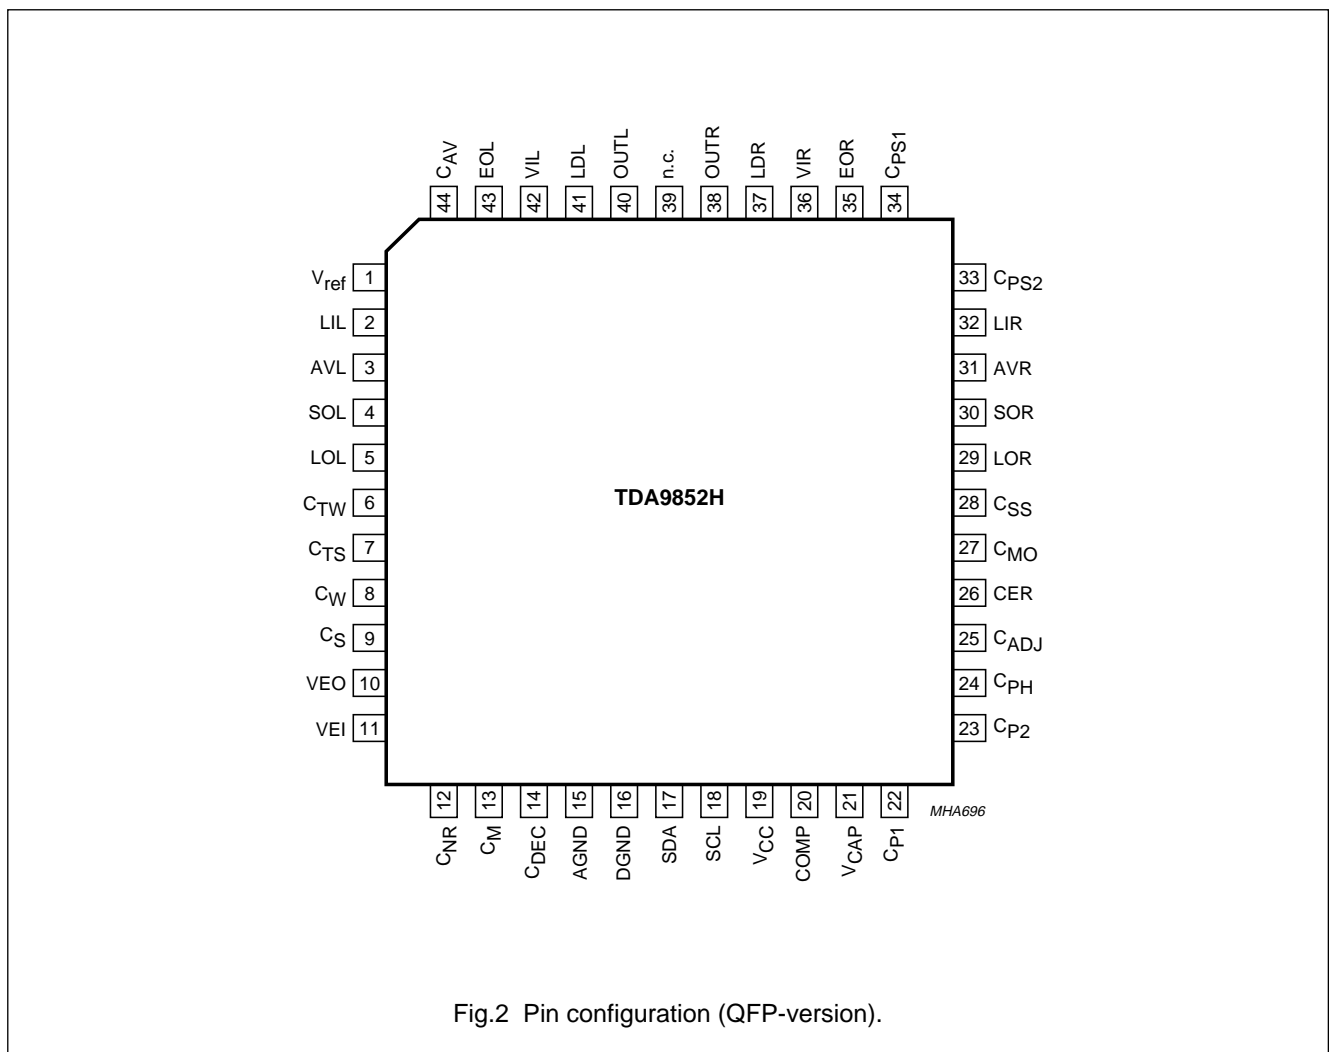 C_AV EOL VIL LDL OUTL n.c. OUTR LDR VIR EOR C_PS1
44 43 42 41 40 39 38 37 36 35 34
V_ref 1 33 C_PS2
LIL 2 32 LIR
AVL 3 31 AVR
SOL 4 30 SOR
LOL 5 29 LOR
C_TW 6 TDA9852H 28 C_SS
C_TS 7 27 C_MO
C_W 8 26 CER
C_S 9 25 C_ADJ
VEO 10 24 C_PH
VEI 11 23 C_P2
12 13 14 15 16 17 18 19 20 21 22 MHA696
C_NR C_M C_DEC AGND DGND SDA SCL V_CC COMP V_CAP C_P1
Fig.2 Pin configuration (QFP-version).